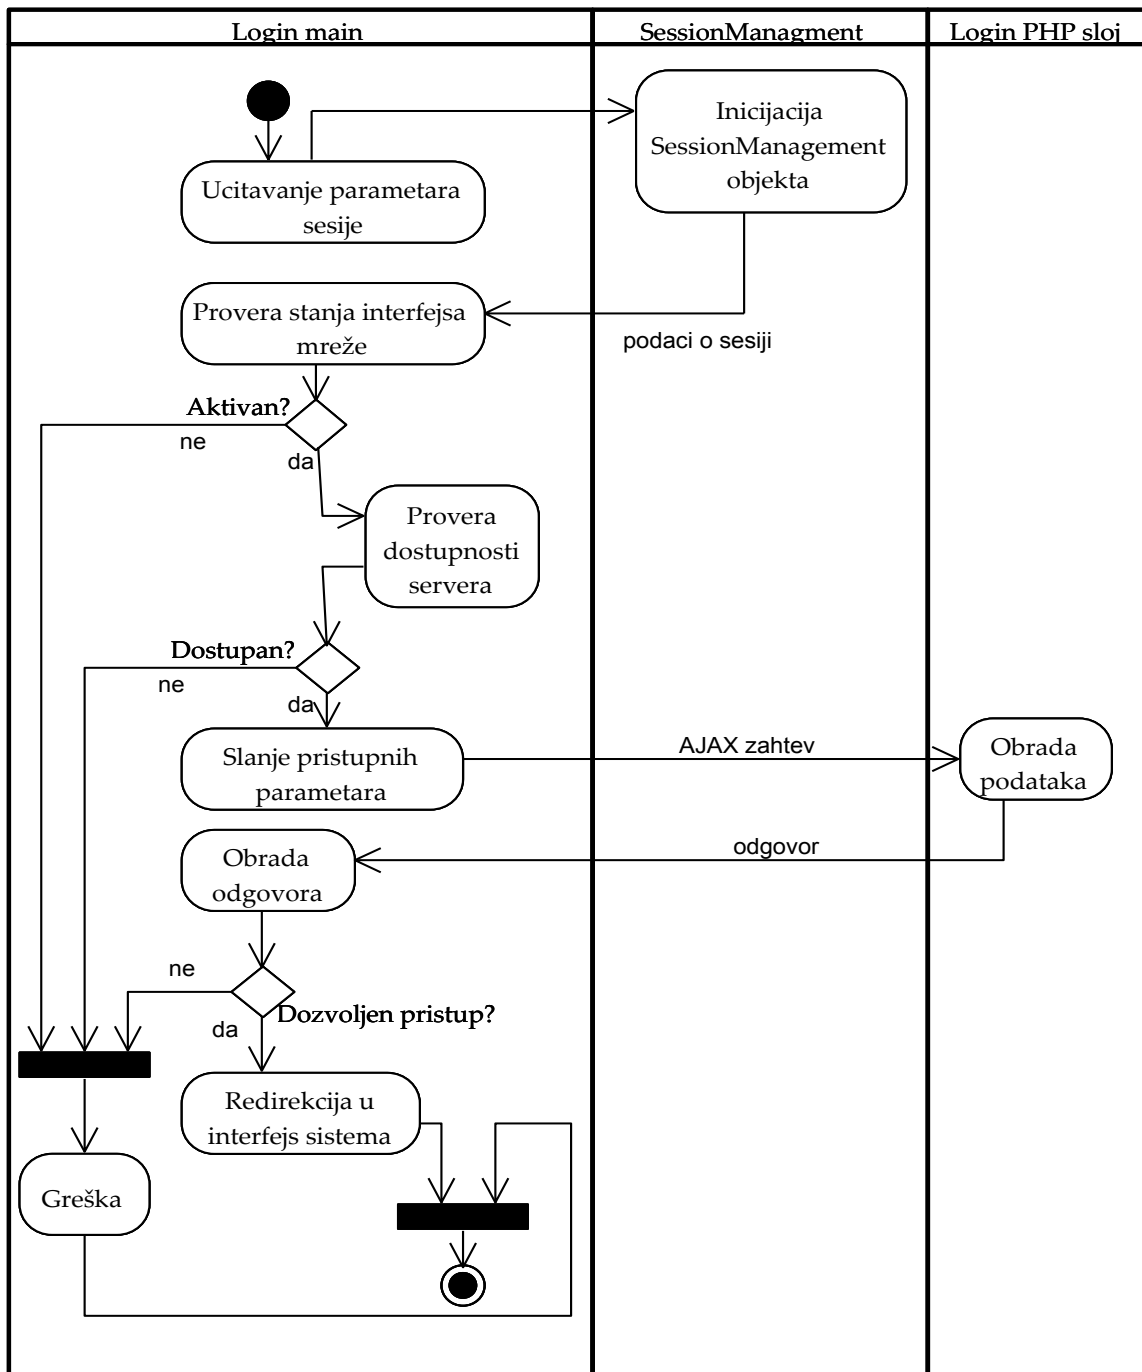 Login main
SessionManagment
Login PHP sloj
Inicijacija
SessionManagement
objekta
Ucitavanje parametara
sesije
Provera stanja interfejsa
mreže
podaci o sesiji
Aktivan?
ne
da
Provera
dostupnosti
servera
Dostupan?
ne
da
Slanje pristupnih
parametara
AJAX zahtev
Obrada
podataka
odgovor
Obrada
odgovora
ne
Dozvoljen pristup?
da
Redirekcija u
interfejs sistema
Greška